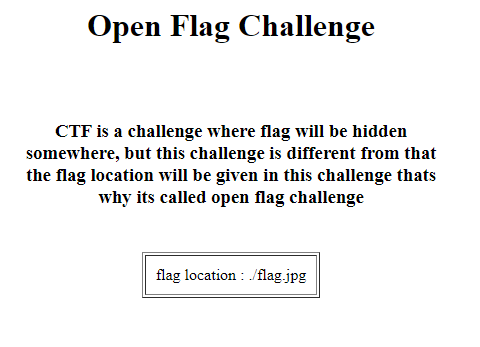 Open Flag Challenge
CTF is a challenge where flag will be hidden
somewhere, but this challenge is different from that
the flag location will be given in this challenge thats
why its called open flag challenge
flag location : ./flag.jpg